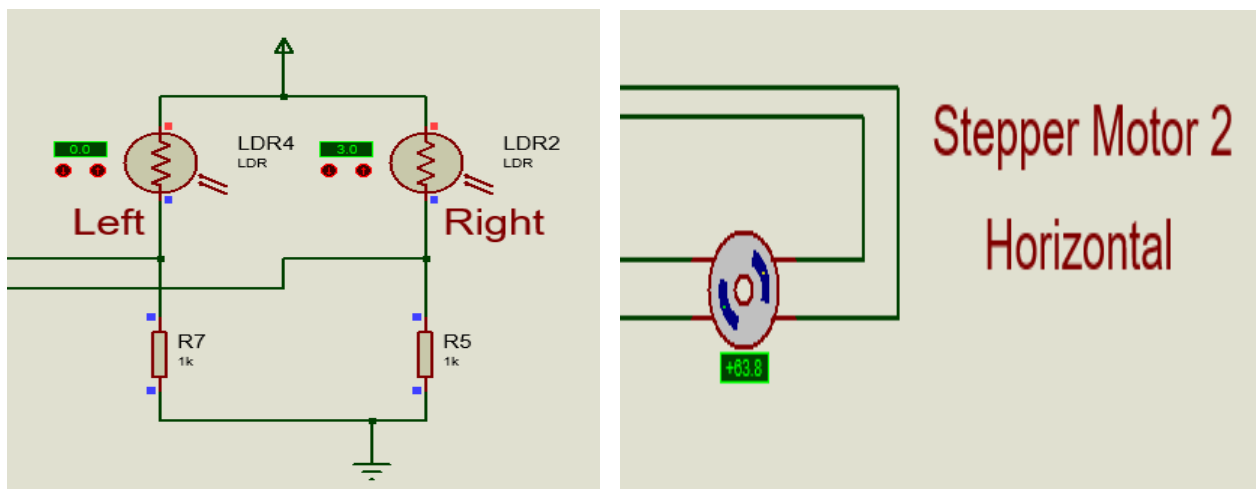 0.0
LDR4
LDR
3.0
LDR2
LDR
Left
Right
R7
1k
R5
1k
Stepper Motor 2
Horizontal
+63.8